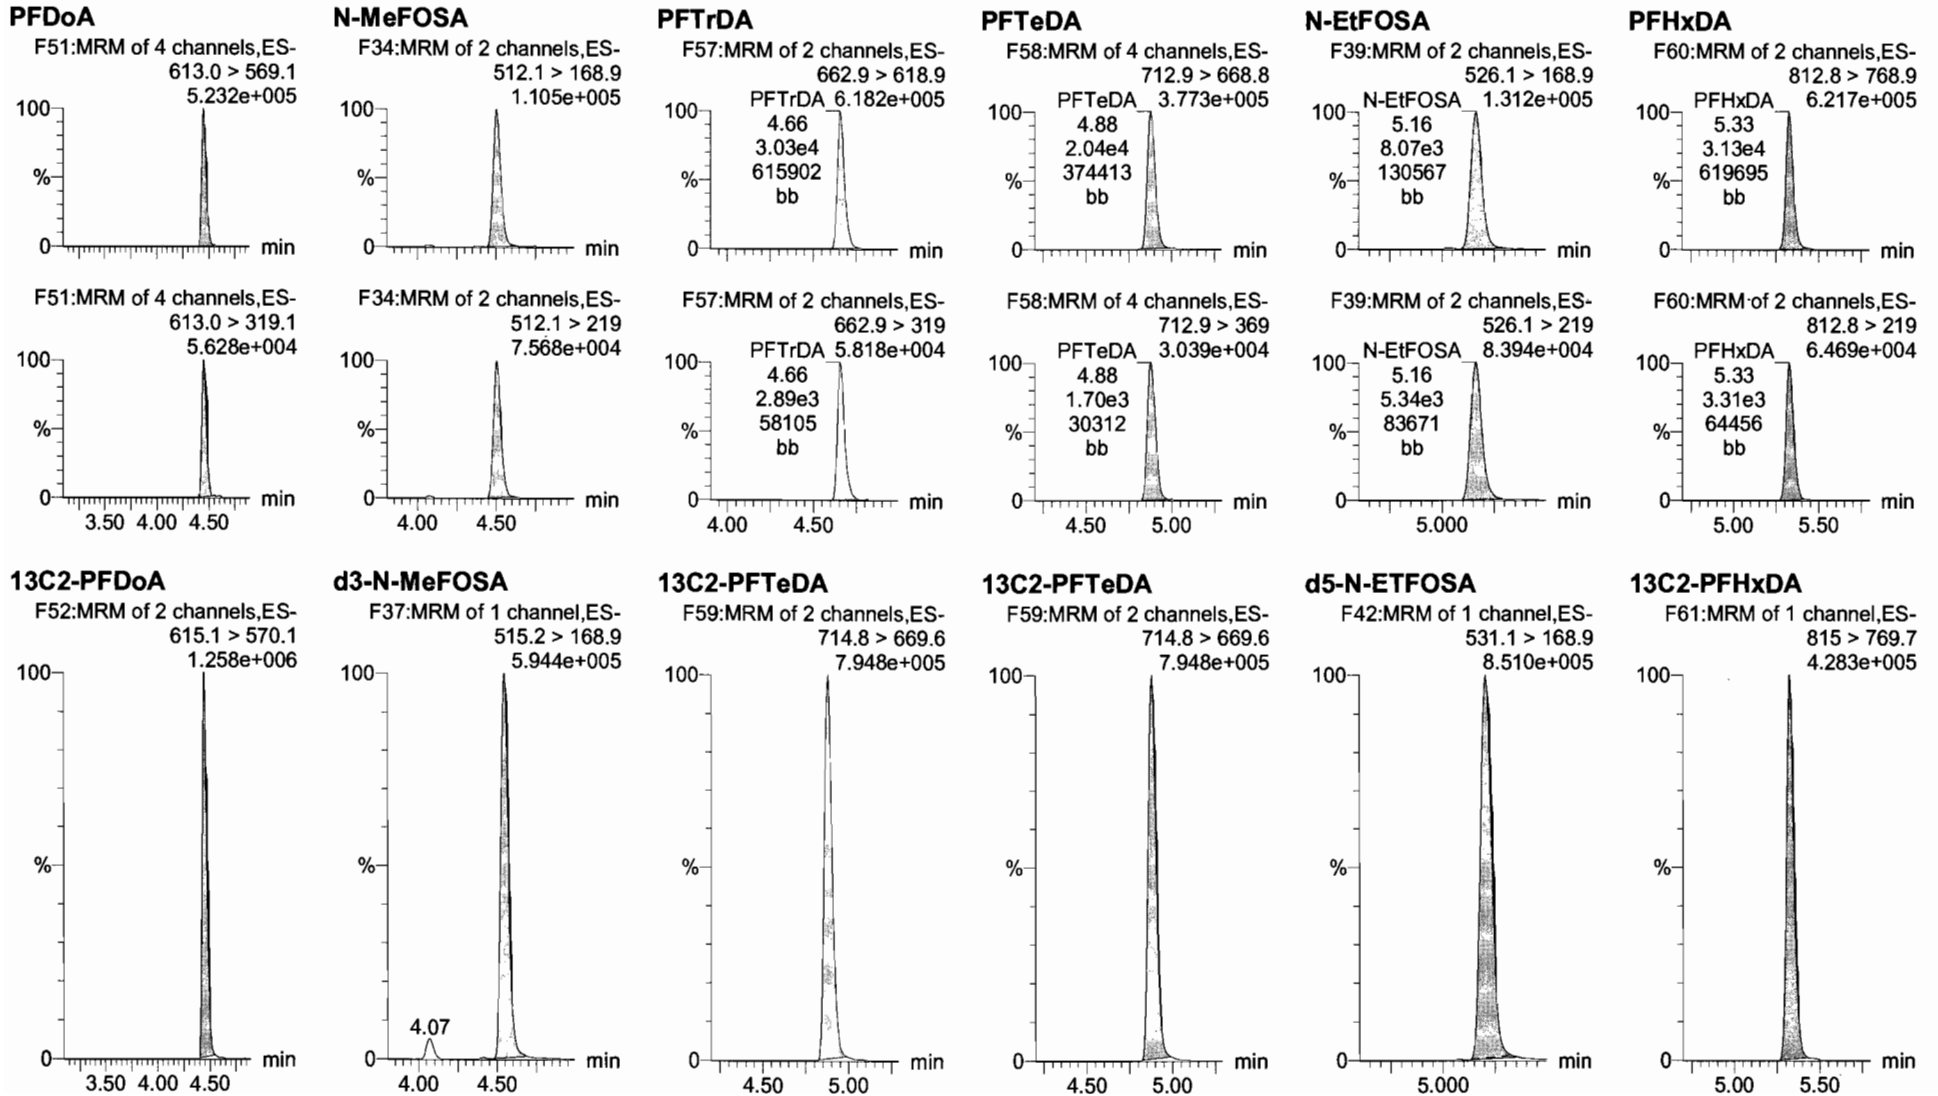 PFDoA
F51:MRM of 4 channels,ES-
613.0 > 569.1
5.232e+005
100
%
0
min
N-MeFOSA
F34:MRM of 2 channels,ES-
512.1 > 168.9
1.105e+005
100
%
0
min
PFTrDA
F57:MRM of 2 channels,ES-
662.9 > 618.9
PFTrDA 6.182e+005
100
4.66
3.03e4
615902
bb
%
0
min
PFTeDA
F58:MRM of 4 channels,ES-
712.9 > 668.8
PFTeDA 3.773e+005
100
4.88
2.04e4
374413
bb
%
0
min
N-EtFOSA
F39:MRM of 2 channels,ES-
526.1 > 168.9
N-EtFOSA 1.312e+005
100
5.16
8.07e3
130567
bb
%
0
min
PFHxDA
F60:MRM of 2 channels,ES-
812.8 > 768.9
PFHxDA 6.217e+005
100
5.33
3.13e4
619695
bb
%
0
min
F51:MRM of 4 channels,ES-
613.0 > 319.1
5.628e+004
100
%
0
min
3.50 4.00 4.50
F34:MRM of 2 channels,ES-
512.1 > 219
7.568e+004
100
%
0
min
4.00 4.50
F57:MRM of 2 channels,ES-
662.9 > 319
PFTrDA 5.818e+004
100
4.66
2.89e3
58105
bb
%
0
min
4.00 4.50
F58:MRM of 4 channels,ES-
712.9 > 369
PFTeDA 3.039e+004
100
4.88
1.70e3
30312
bb
%
0
min
4.50 5.00
F39:MRM of 2 channels,ES-
526.1 > 219
N-EtFOSA 8.394e+004
100
5.16
5.34e3
83671
bb
%
0
min
5.000
F60:MRM of 2 channels,ES-
812.8 > 219
PFHxDA 6.469e+004
100
5.33
3.31e3
64456
bb
%
0
min
5.00 5.50
13C2-PFDoA
F52:MRM of 2 channels,ES-
615.1 > 570.1
1.258e+006
100
%
0
min
3.50 4.00 4.50
d3-N-MeFOSA
F37:MRM of 1 channel,ES-
515.2 > 168.9
5.944e+005
100
%
4.07
0
min
4.00 4.50
13C2-PFTeDA
F59:MRM of 2 channels,ES-
714.8 > 669.6
7.948e+005
100
%
0
min
4.50 5.00
13C2-PFTeDA
F59:MRM of 2 channels,ES-
714.8 > 669.6
7.948e+005
100
%
0
min
4.50 5.00
d5-N-ETFOSA
F42:MRM of 1 channel,ES-
531.1 > 168.9
8.510e+005
100
%
0
min
5.000
13C2-PFHxDA
F61:MRM of 1 channel,ES-
815 > 769.7
4.283e+005
100
%
0
min
5.00 5.50